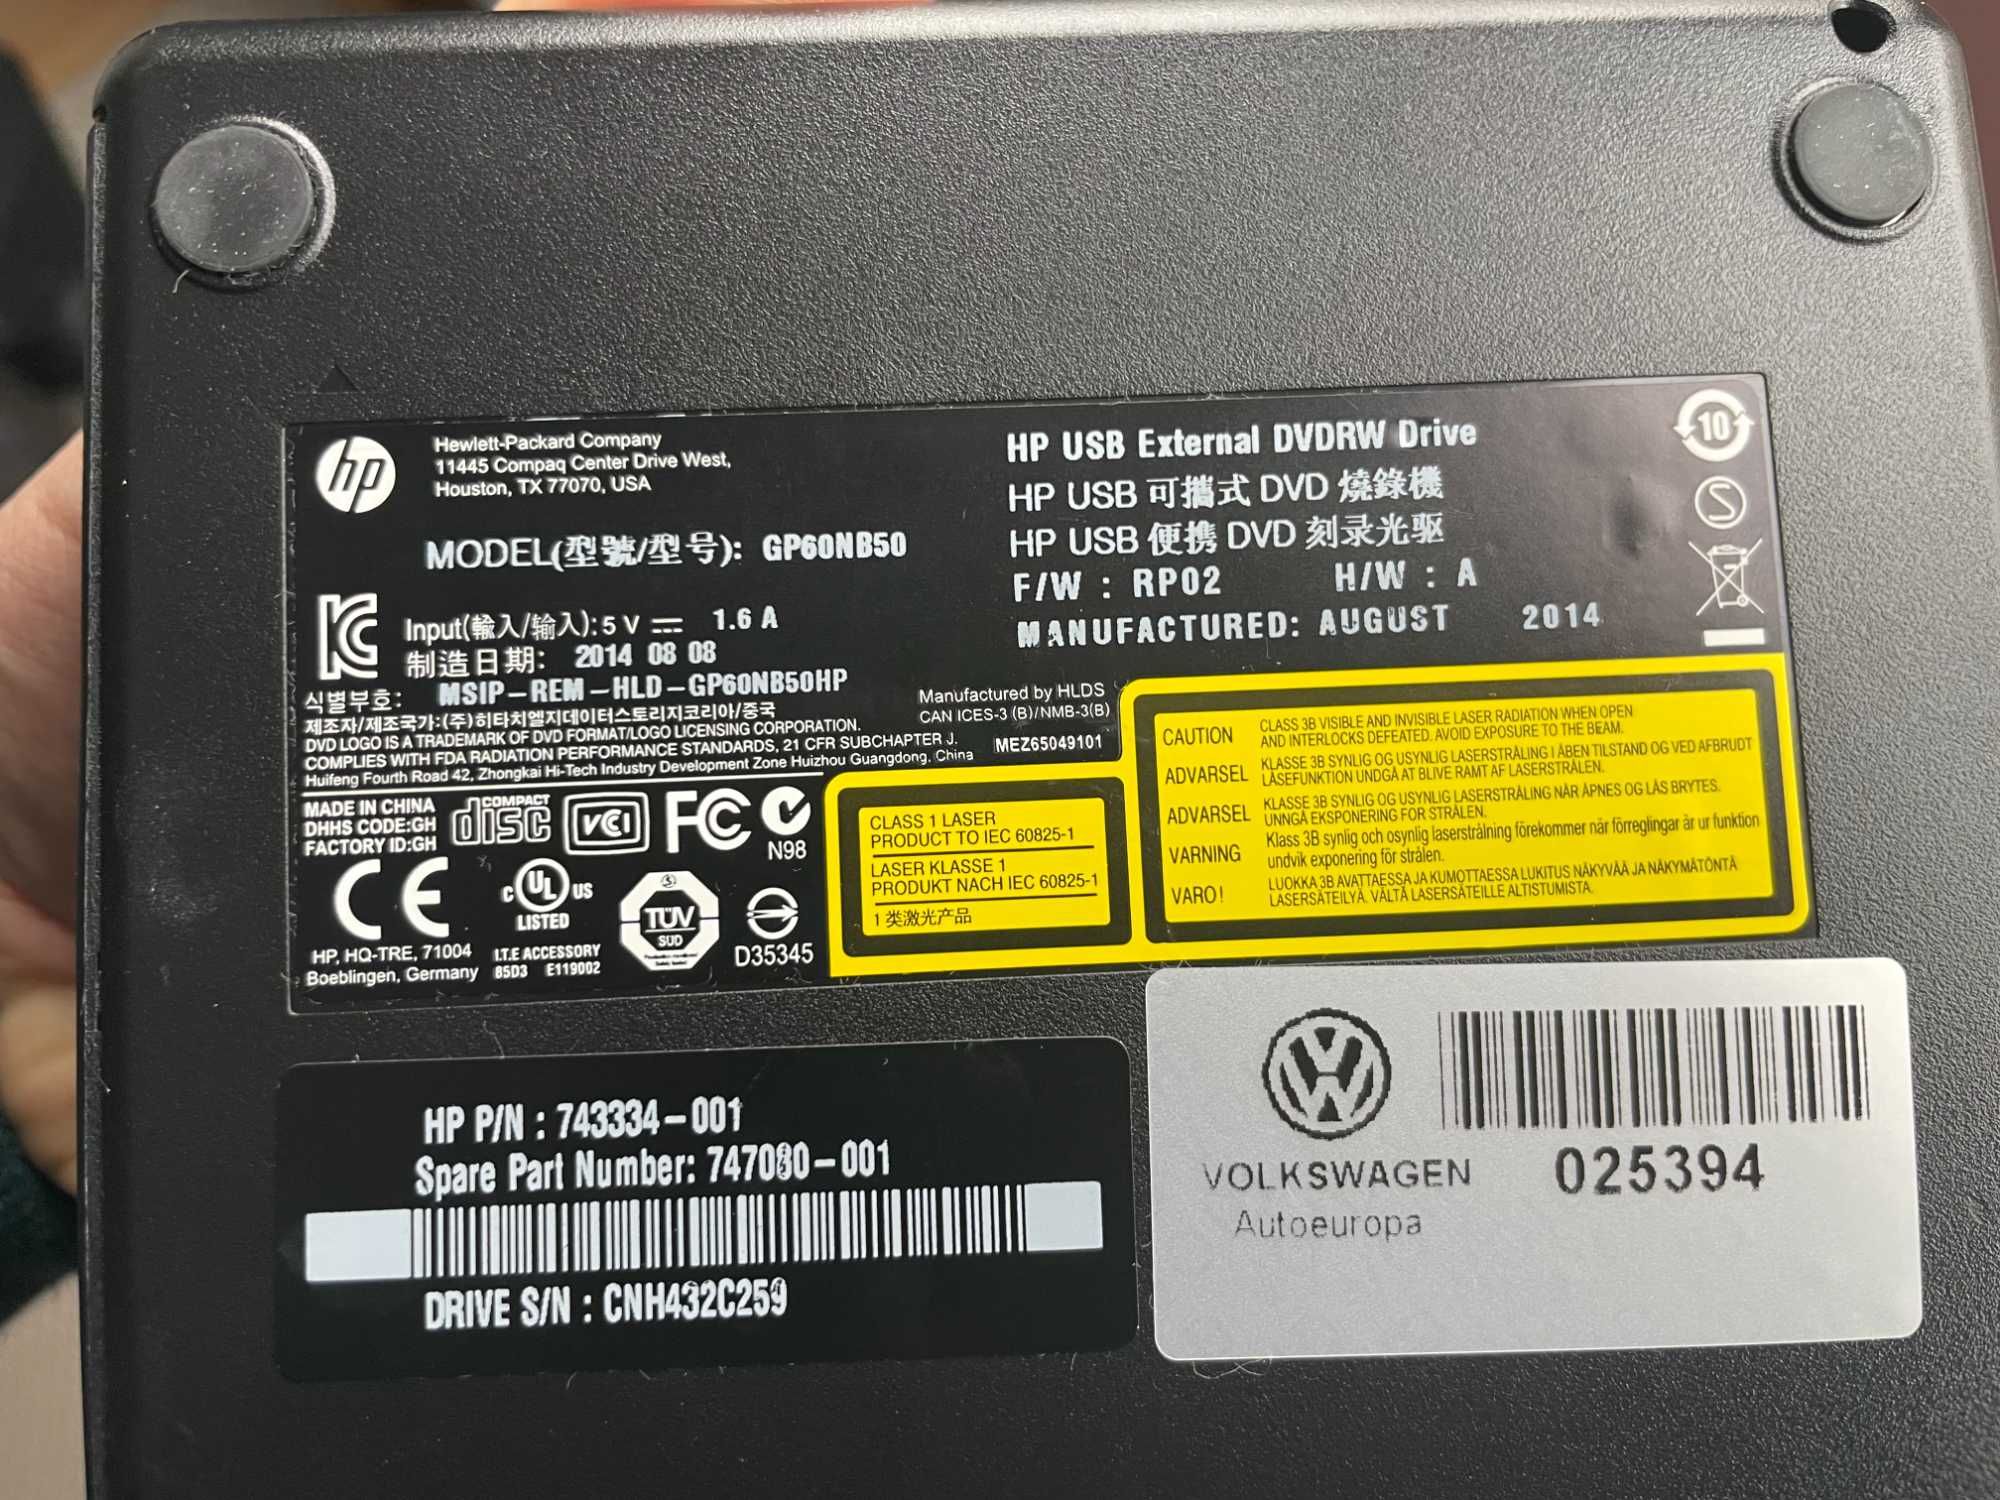 hp
Hewlett-Packard Company
11445 Compaq Center Drive West,
Houston, TX 77070, USA
MODEL(型號/型号): GP60NB50
Input(輸入/输入): 5 V 1.6 A
制造日期: 2014 08 08
식별부호: MSIP-REM-HLD-GP60NB50HP
제조자/제조국가:(주)히타치엘지데이터스토리지코리아/중국
DVD LOGO IS A TRADEMARK OF DVD FORMAT/LOGO LICENSING CORPORATION.
COMPLIES WITH FDA RADIATION PERFORMANCE STANDARDS, 21 CFR SUBCHAPTER J.
Huifeng Fourth Road 42, Zhongkai Hi-Tech Industry Development Zone Huizhou Guangdong, China
HP USB External DVDRW Drive
HP USB 可攜式 DVD 燒錄機
HP USB 便携 DVD 刻录光驱
F/W : RP02 H/W : A
MANUFACTURED: AUGUST 2014
10
Manufactured by HLDS
CAN ICES-3 (B)/NMB-3(B)
MEZ65049101
MADE IN CHINA
DHHS CODE:GH
FACTORY ID:GH
COMPACT
disc
VCI
FC
N98
CE
HP, HQ-TRE, 71004
Boeblingen, Germany
c UL US
LISTED
I.T.E ACCESSORY
85D3 E119002
TÜV
SÜD
D35345
CLASS 1 LASER
PRODUCT TO IEC 60825-1
LASER KLASSE 1
PRODUKT NACH IEC 60825-1
1 类激光产品
CAUTION CLASS 3B VISIBLE AND INVISIBLE LASER RADIATION WHEN OPEN
AND INTERLOCKS DEFEATED. AVOID EXPOSURE TO THE BEAM.
ADVARSEL KLASSE 3B SYNLIG OG USYNLIG LASERSTRÅLING I ÅBEN TILSTAND OG VED AFBRUDT
LÅSEFUNKTION UNDGÅ AT BLIVE RAMT AF LASERSTRÅLEN.
ADVARSEL KLASSE 3B SYNLIG OG USYNLIG LASERSTRÅLING NÅR ÅPNES OG LÅS BRYTES.
UNNGÅ EKSPONERING FOR STRÅLEN.
VARNING Klass 3B synlig och osynlig laserstrålning förekommer när förreglingar är ur funktion
undvik exponering för strålen.
VARO! LUOKKA 3B AVATTAESSA JA KUMOTTAESSA LUKITUS NÄKYVÄÄ JA NÄKYMÄTÖNTÄ
LASERSÄTEILYÄ. VÄLTÄ LASERSÄTEILLE ALTISTUMISTA.
HP P/N : 743334-001
Spare Part Number: 747080-001
DRIVE S/N : CNH432C259
VOLKSWAGEN
Autoeuropa
025394